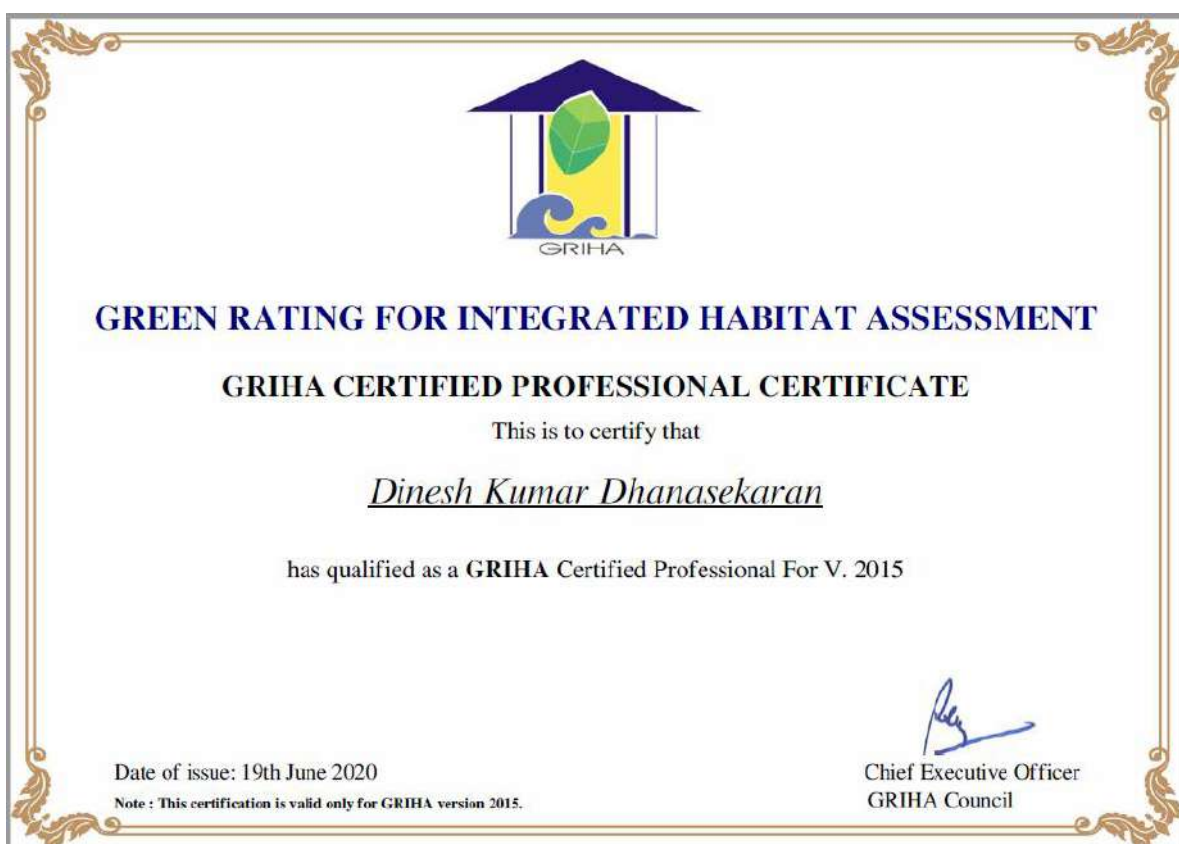 GRIHA
GREEN RATING FOR INTEGRATED HABITAT ASSESSMENT
GRIHA CERTIFIED PROFESSIONAL CERTIFICATE
This is to certify that
Dinesh Kumar Dhanasekaran
has qualified as a GRIHA Certified Professional For V. 2015
Date of issue: 19th June 2020
Note : This certification is valid only for GRIHA version 2015.
Chief Executive Officer
GRIHA Council